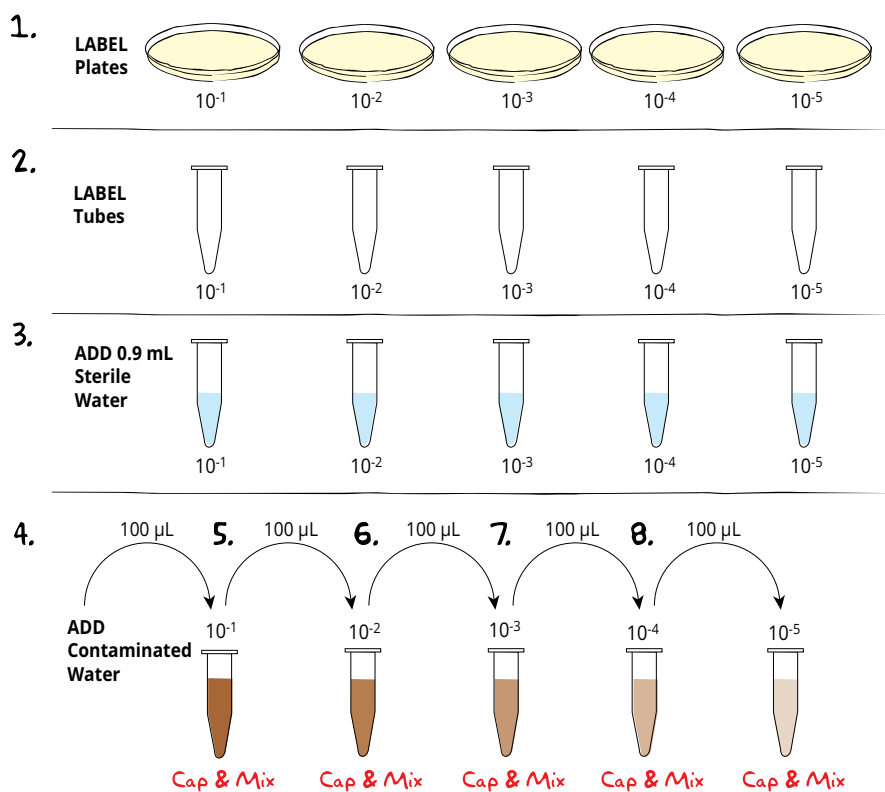 1.
LABEL
Plates
10-1 10-2 10-3 10-4 10-5
2.
LABEL
Tubes
10-1 10-2 10-3 10-4 10-5
3.
ADD 0.9 mL
Sterile
Water
10-1 10-2 10-3 10-4 10-5
4. 100 µL 5. 100 µL 6. 100 µL 7. 100 µL 8. 100 µL
ADD
Contaminated
Water
10-1 10-2 10-3 10-4 10-5
Cap & Mix Cap & Mix Cap & Mix Cap & Mix Cap & Mix